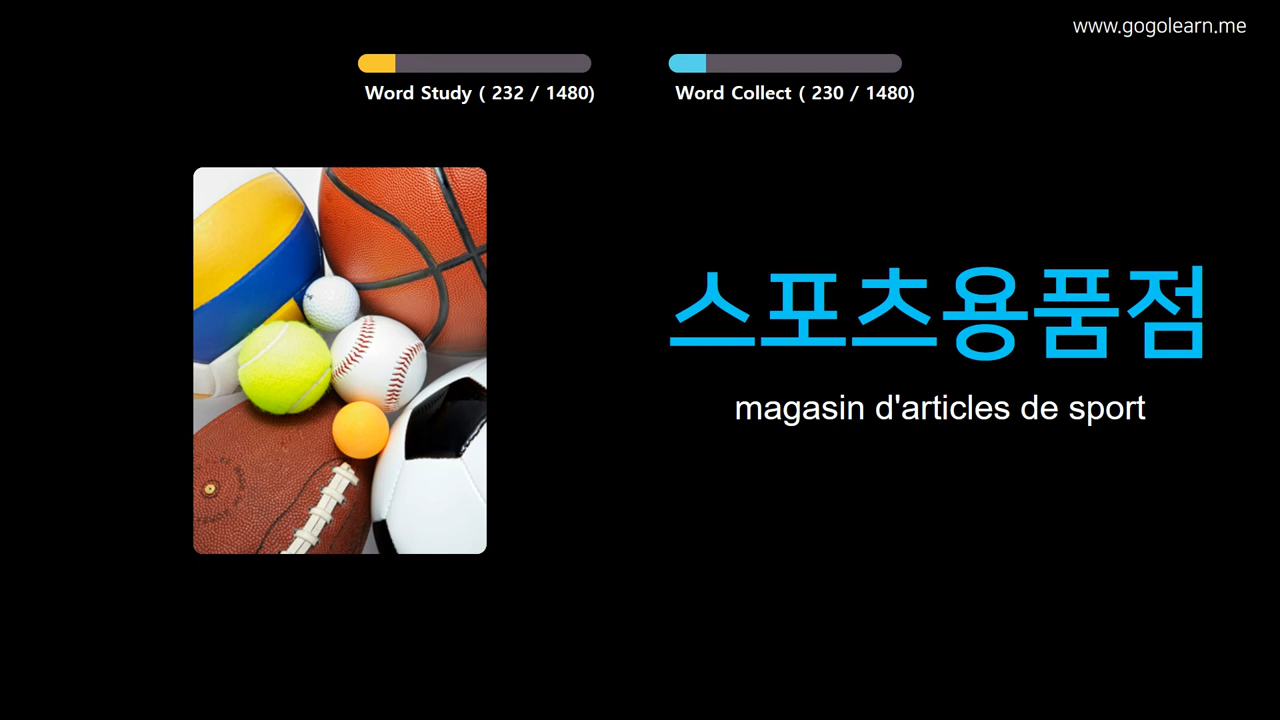 www.gogolearn.me
Word Study ( 232 / 1480)
Word Collect ( 230 / 1480)
스포츠용품점
magasin d'articles de sport